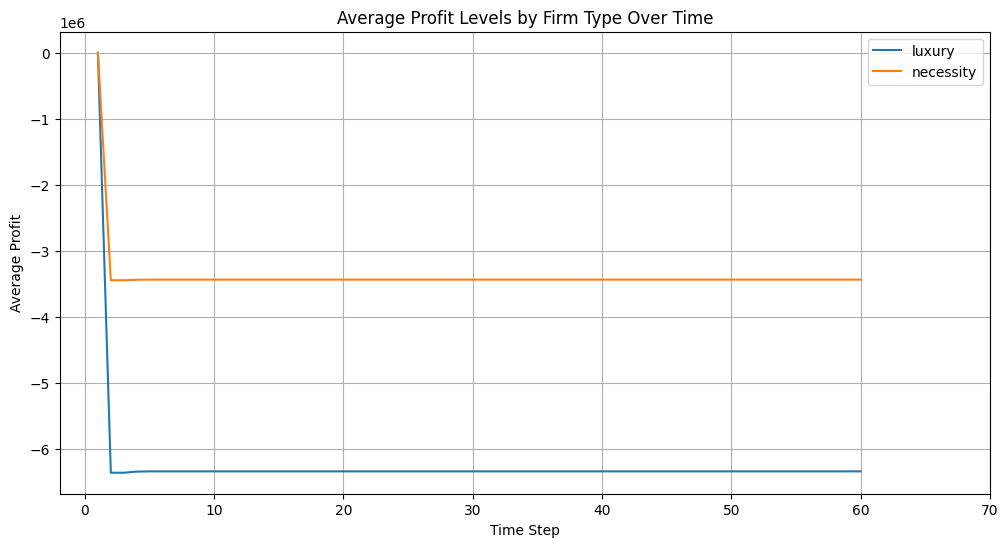 Average Profit Levels by Firm Type Over Time
1e6
luxury
necessity
0
−1
−2
−3
−4
−5
−6
Average Profit
0 10 20 30 40 50 60 70
Time Step